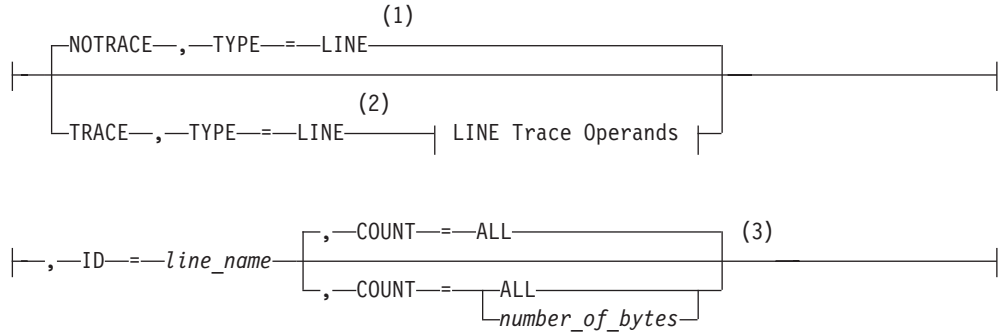 (1)
NOTRACE , TYPE = LINE
(2)
TRACE , TYPE = LINE LINE Trace Operands
, COUNT = ALL (3)
, ID = line_name
, COUNT = ALL
number_of_bytes